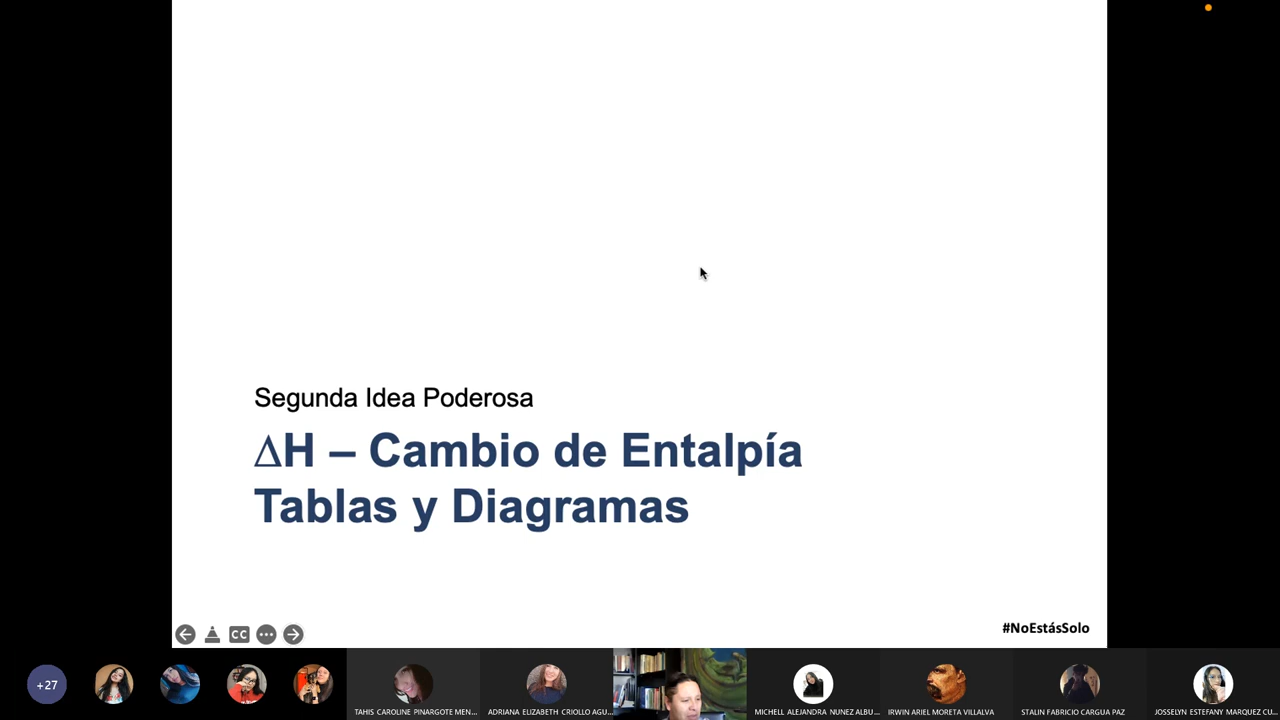 Segunda Idea Poderosa
ΔH – Cambio de Entalpía
Tablas y Diagramas
#NoEstásSolo
CC
+27
TAHIS CAROLINE PINARGOTE MEN...
ADRIANA ELIZABETH CRIOLLO AGU...
MICHELL ALEJANDRA NUNEZ ALBU...
IRWIN ARIEL MORETA VILLALVA
STALIN FABRICIO CARGUA PAZ
JOSSELYN ESTEFANY MARQUEZ CU...